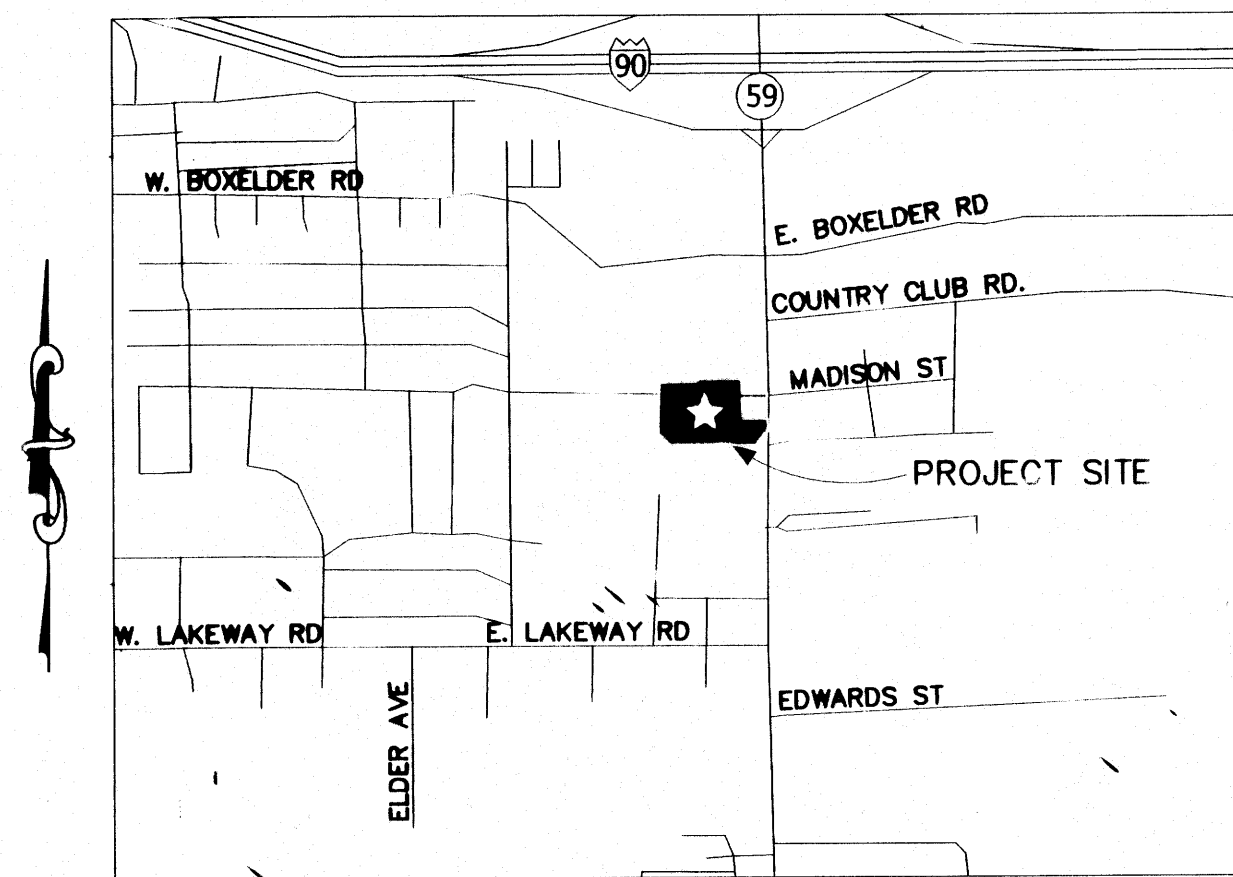 90
59
W. BOXELDER RD
E. BOXELDER RD
COUNTRY CLUB RD.
MADISON ST
PROJECT SITE
W. LAKEWAY RD
E. LAKEWAY RD
EDWARDS ST
ELDER AVE